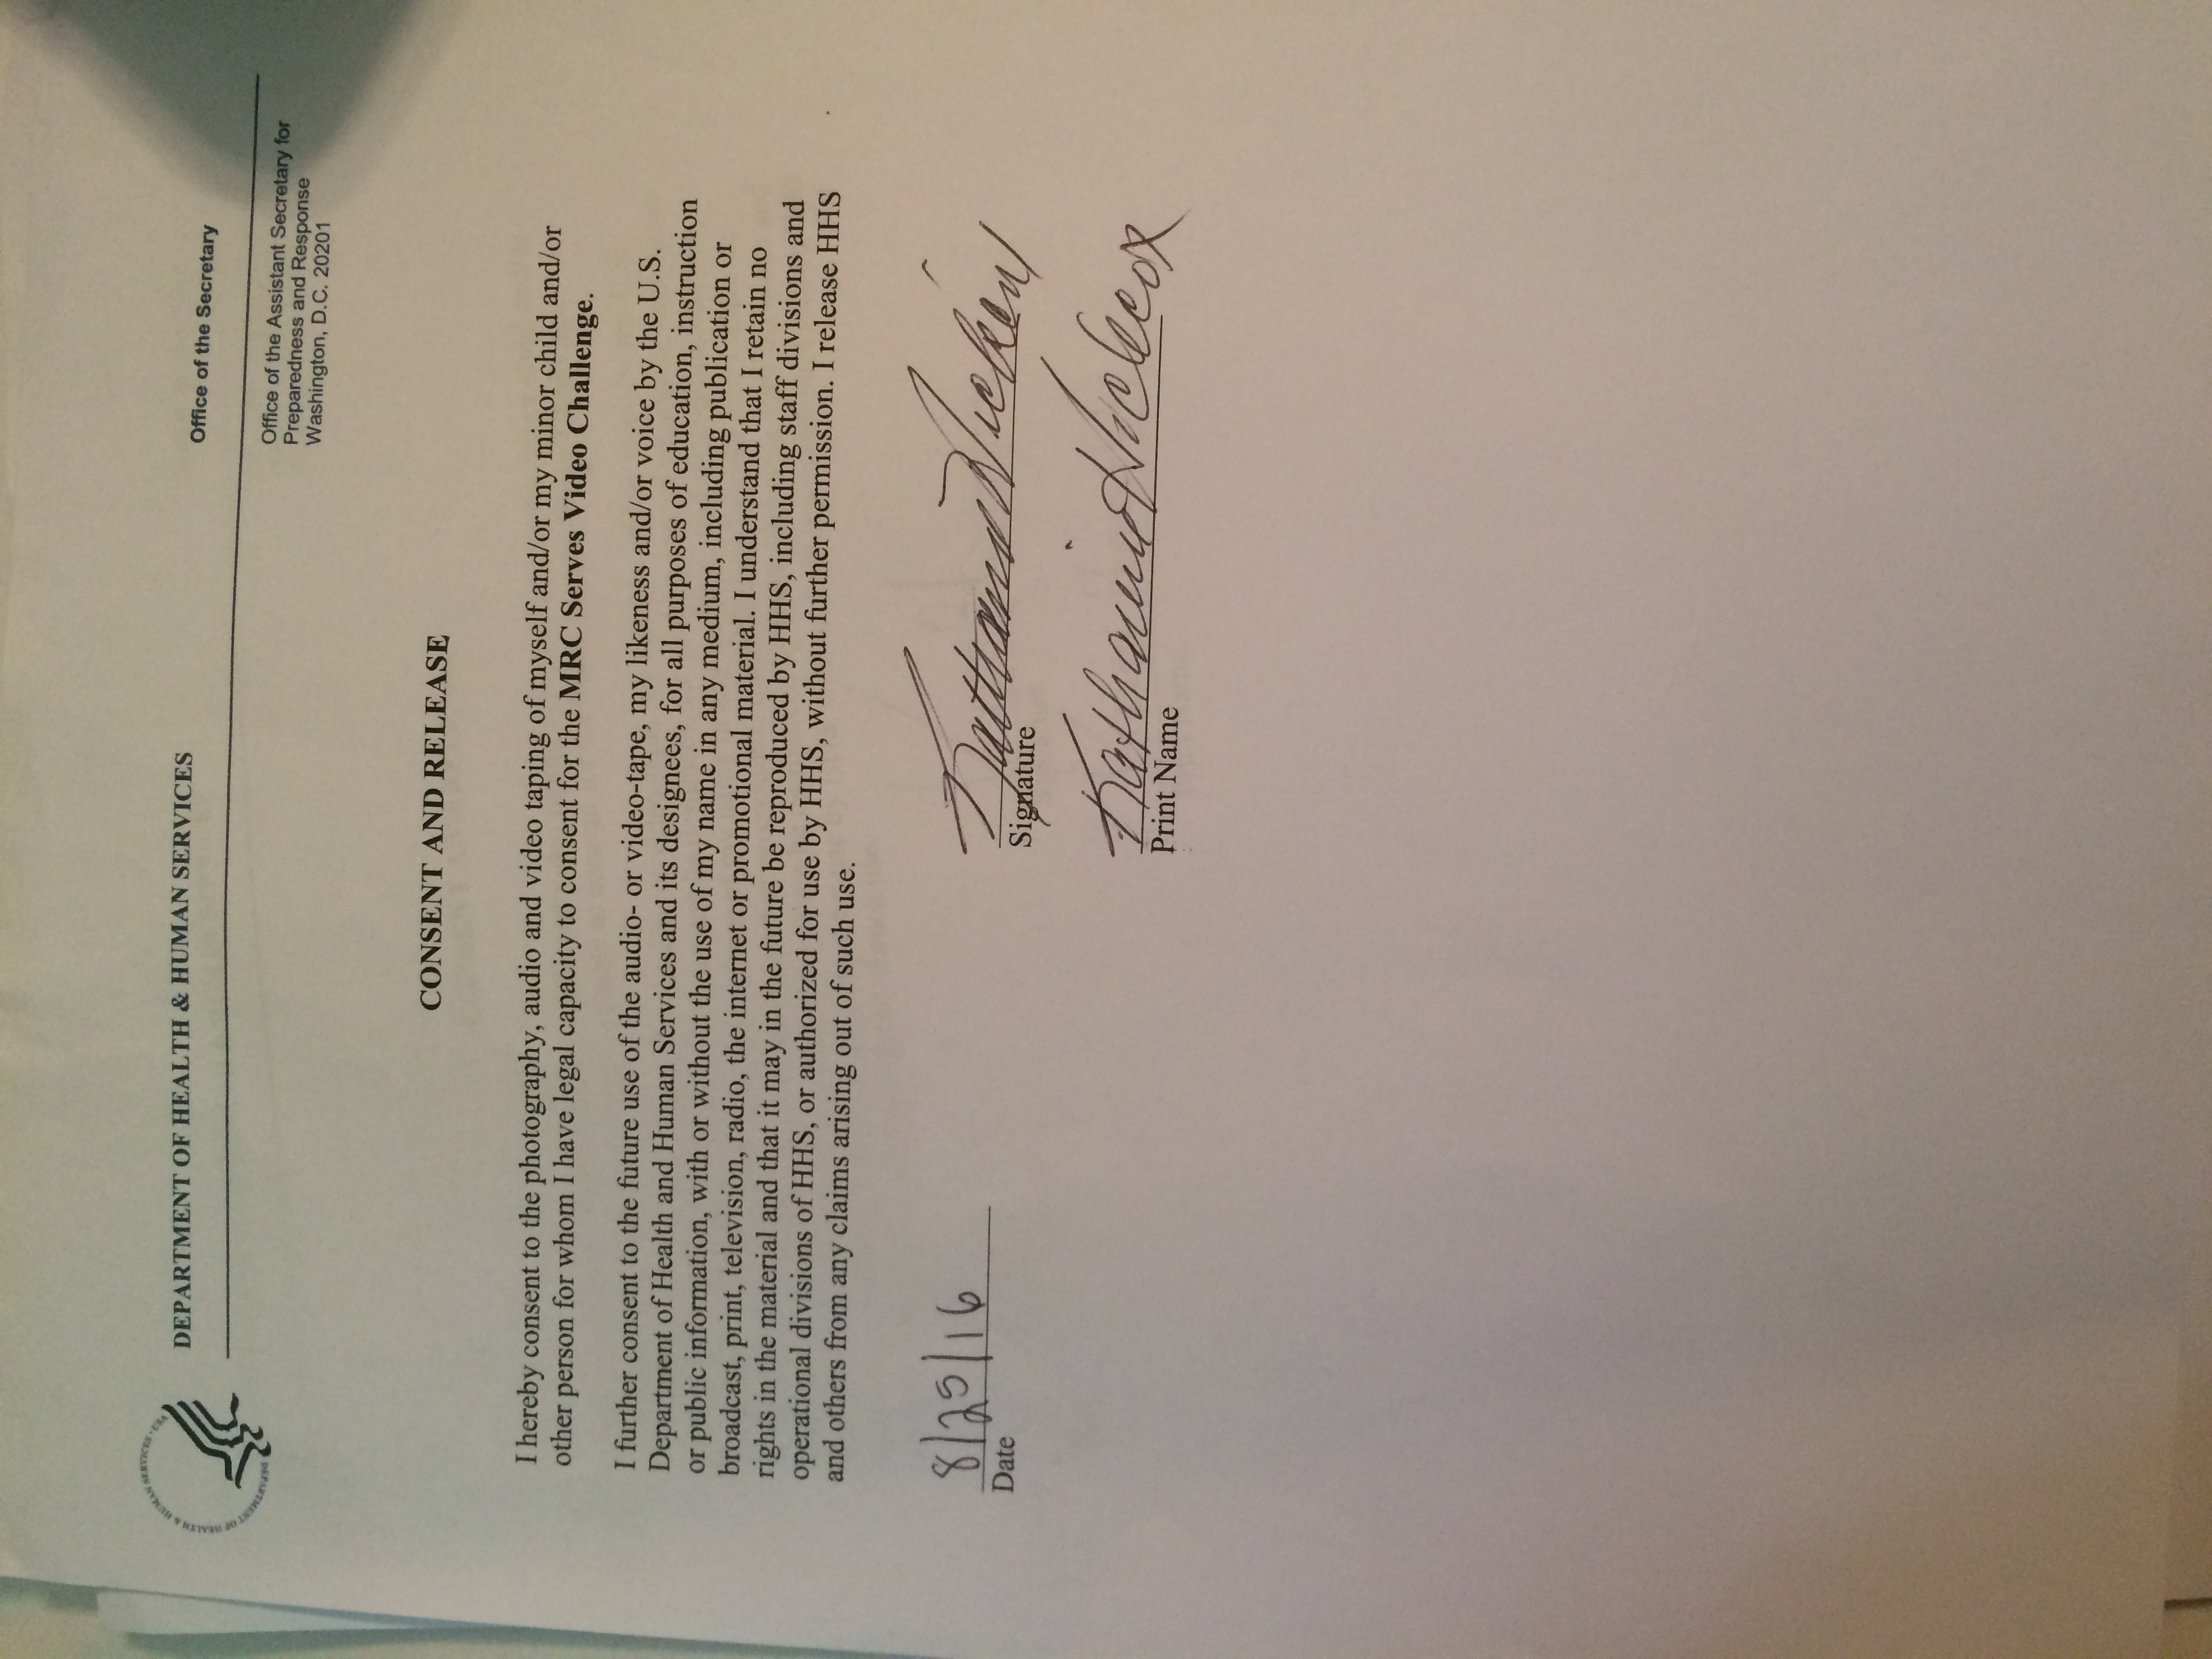 DEPARTMENT OF HEALTH & HUMAN SERVICES
Office of the Secretary
DEPARTMENT OF HEALTH & HUMAN SERVICES • USA
Office of the Assistant Secretary for
Preparedness and Response
Washington, D.C. 20201
CONSENT AND RELEASE
I hereby consent to the photography, audio and video taping of myself and/or my minor child and/or
other person for whom I have legal capacity to consent for the MRC Serves Video Challenge.
I further consent to the future use of the audio- or video-tape, my likeness and/or voice by the U.S.
Department of Health and Human Services and its designees, for all purposes of education, instruction
or public information, with or without the use of my name in any medium, including publication or
broadcast, print, television, radio, the internet or promotional material. I understand that I retain no
rights in the material and that it may in the future be reproduced by HHS, including staff divisions and
operational divisions of HHS, or authorized for use by HHS, without further permission. I release HHS
and others from any claims arising out of such use.
8/25/16
Date
Signature
Print Name